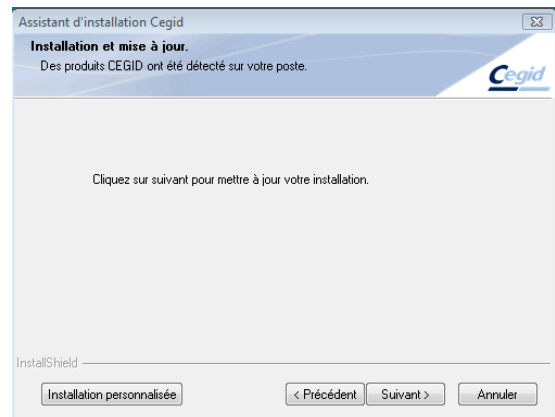 Assistant d'installation Cegid
Installation et mise à jour.
Des produits CEGID ont été détecté sur votre poste.
Cegid
Cliquez sur suivant pour mettre à jour votre installation.
InstallShield
Installation personnalisée
< Précédent
Suivant >
Annuler